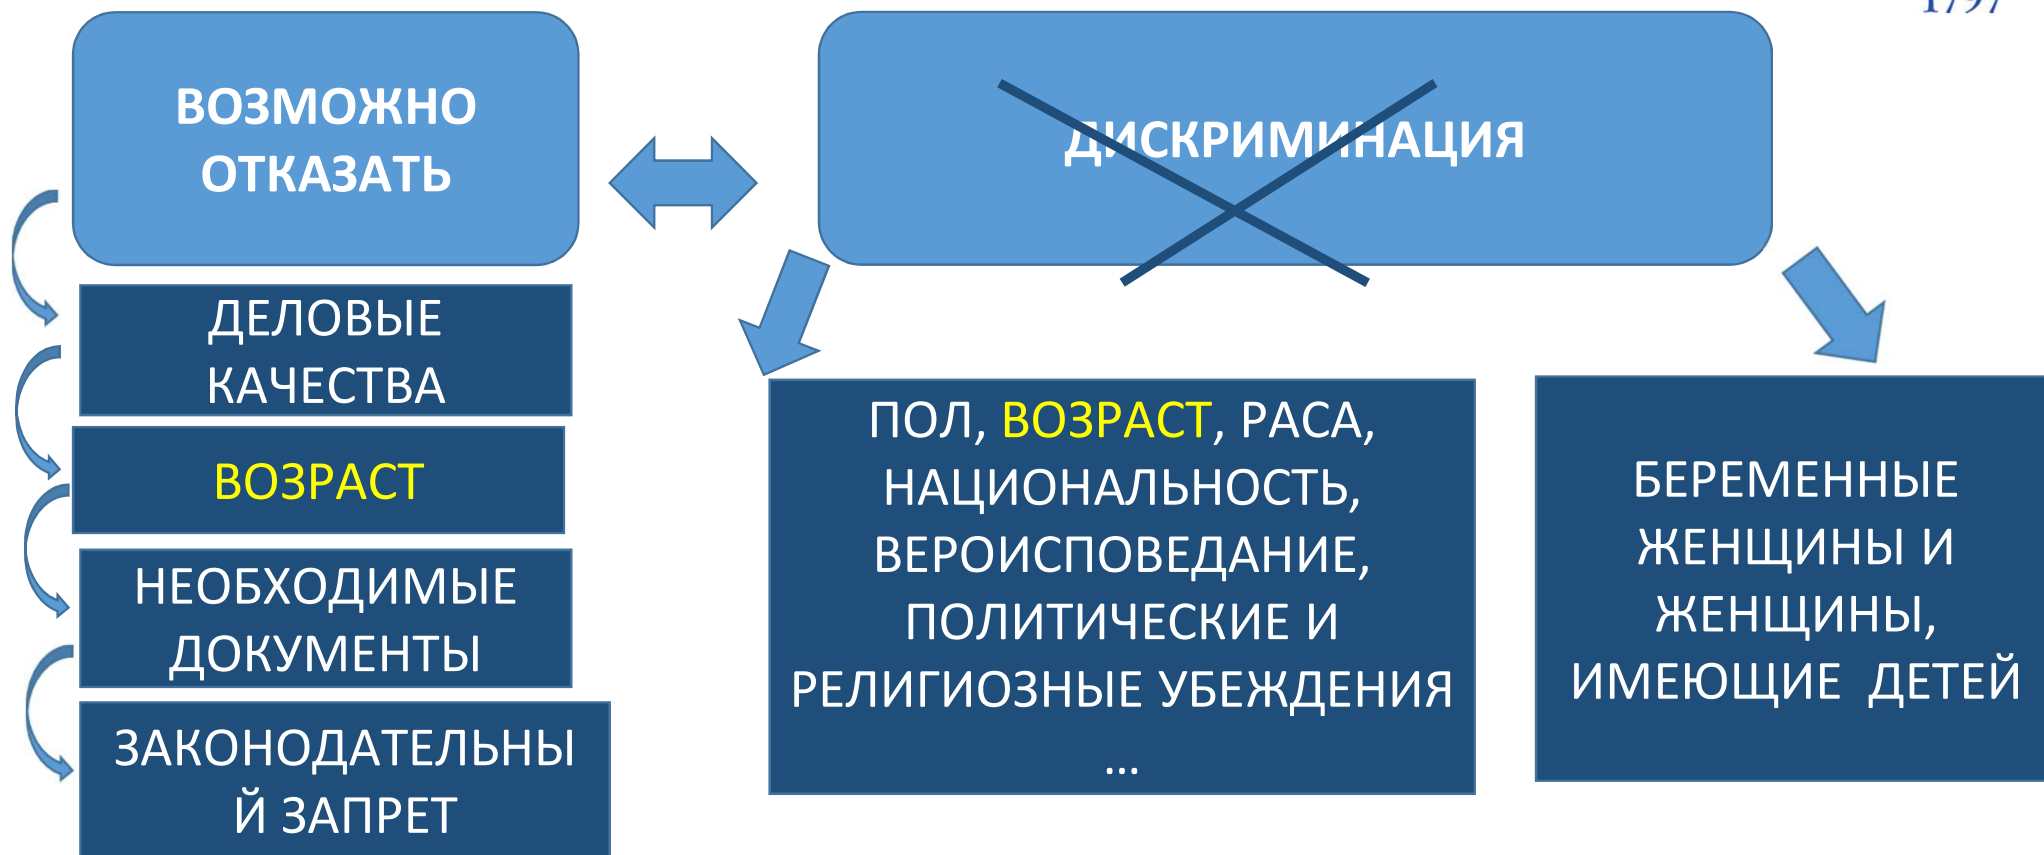 1797
ВОЗМОЖНО
ОТКАЗАТЬ
ДИСКРИМИНАЦИЯ
ДЕЛОВЫЕ
КАЧЕСТВА
ВОЗРАСТ
НЕОБХОДИМЫЕ
ДОКУМЕНТЫ
ЗАКОНОДАТЕЛЬНЫ
Й ЗАПРЕТ
ПОЛ, ВОЗРАСТ, РАСА,
НАЦИОНАЛЬНОСТЬ,
ВЕРОИСПОВЕДАНИЕ,
ПОЛИТИЧЕСКИЕ И
РЕЛИГИОЗНЫЕ УБЕЖДЕНИЯ
...
БЕРЕМЕННЫЕ
ЖЕНЩИНЫ И
ЖЕНЩИНЫ,
ИМЕЮЩИЕ  ДЕТЕЙ